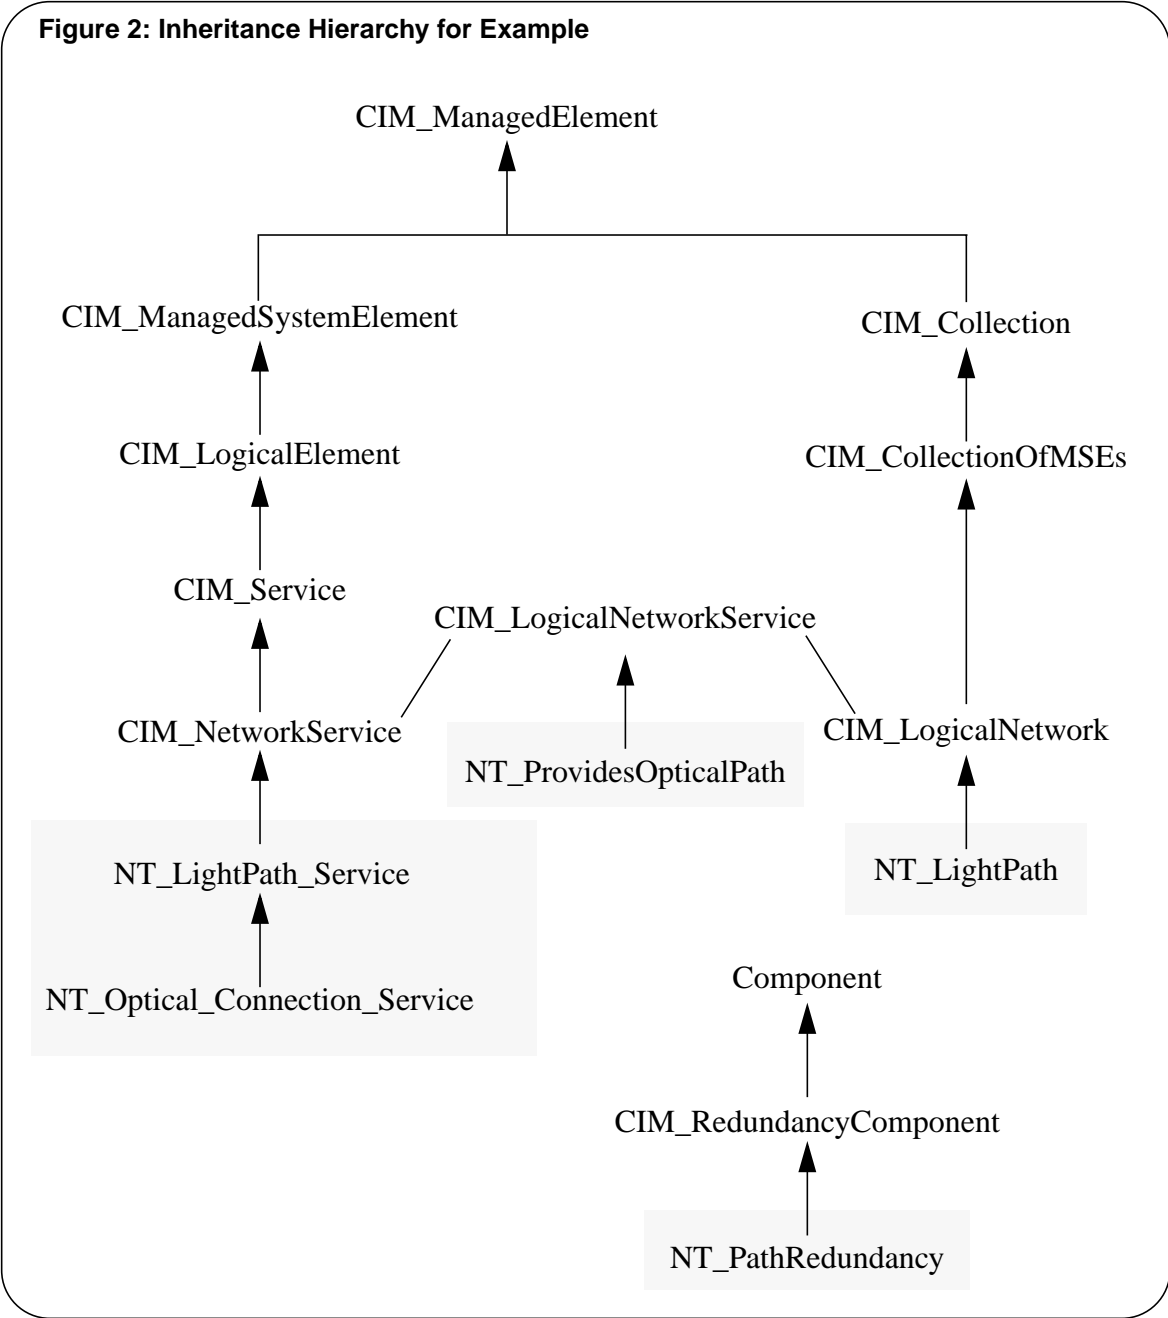 Figure 2: Inheritance Hierarchy for Example
CIM_ManagedElement
CIM_ManagedSystemElement
CIM_Collection
CIM_LogicalElement
CIM_CollectionOfMSEs
CIM_Service
CIM_LogicalNetworkService
CIM_NetworkService
CIM_LogicalNetwork
NT_ProvidesOpticalPath
NT_LightPath_Service
NT_LightPath
Component
NT_Optical_Connection_Service
CIM_RedundancyComponent
NT_PathRedundancy